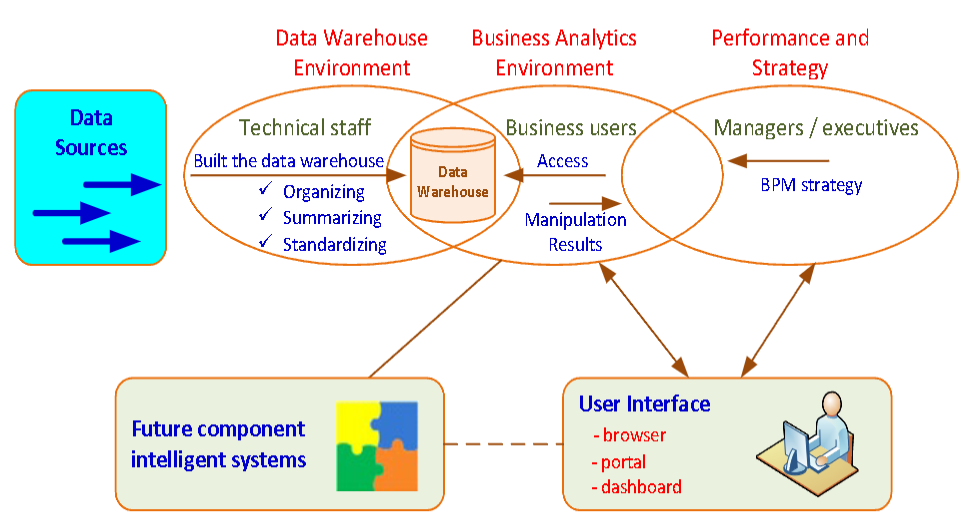 Data Warehouse
Environment
Business Analytics
Environment
Performance and
Strategy
Data
Sources
Technical staff
Built the data warehouse
✓ Organizing
✓ Summarizing
✓ Standardizing
Data
Warehouse
Business users
Access
Manipulation
Results
Managers / executives
BPM strategy
Future component
intelligent systems
User Interface
- browser
- portal
- dashboard